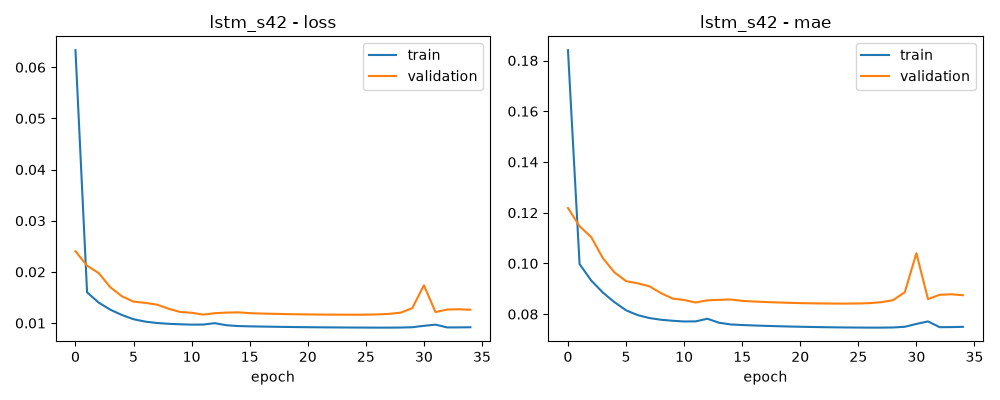 lstm_s42 - loss
train
validation
0.06
0.05
0.04
0.03
0.02
0.01
0 5 10 15 20 25 30 35
epoch
lstm_s42 - mae
train
validation
0.18
0.16
0.14
0.12
0.10
0.08
0 5 10 15 20 25 30 35
epoch